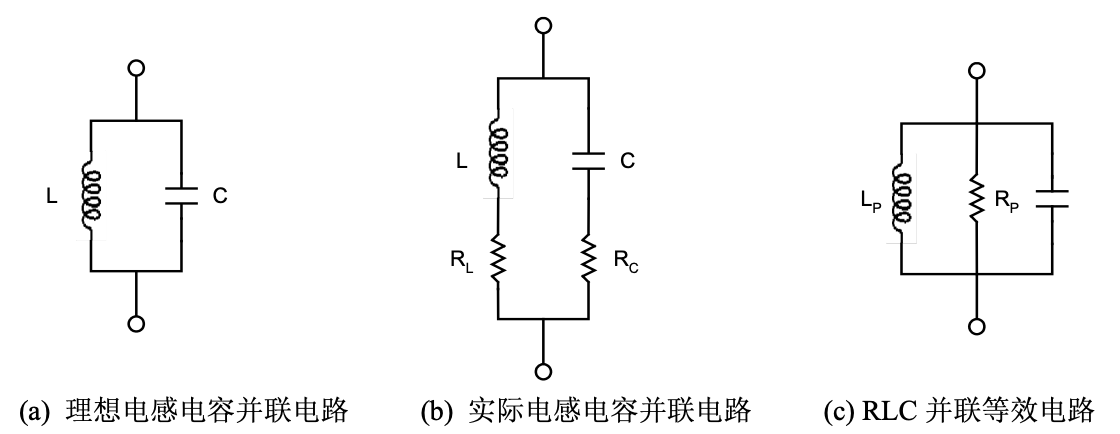 L
C
L
C
R_L
R_C
L_P
R_P
(a) 理想电感电容并联电路
(b) 实际电感电容并联电路
(c) RLC 并联等效电路